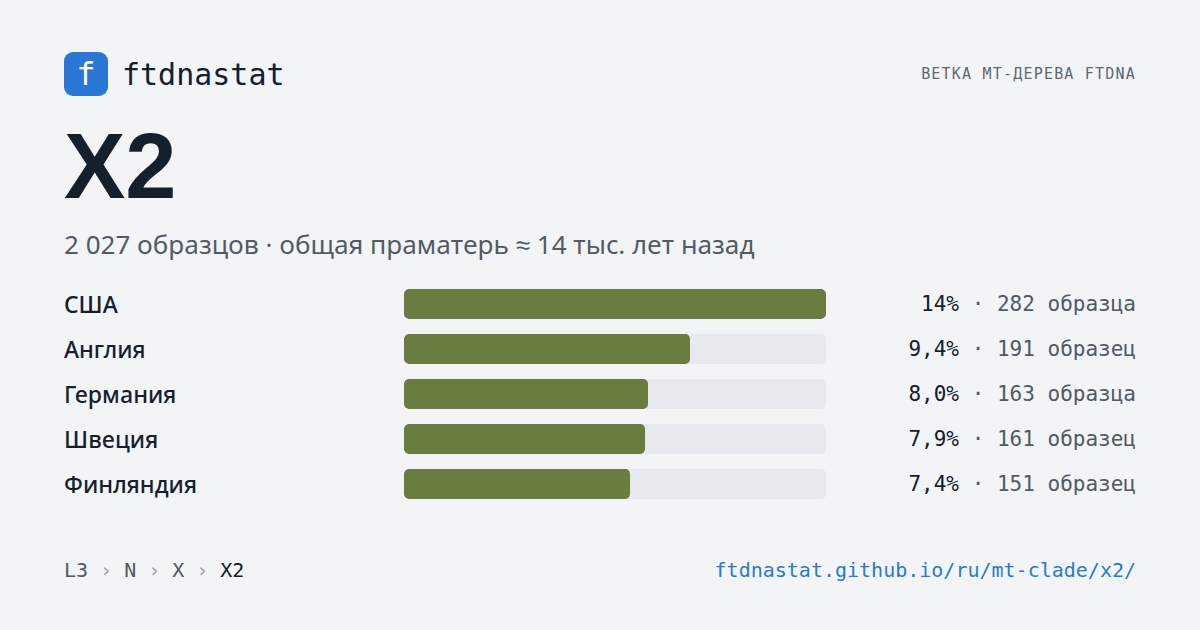 f ftdnastat
ВЕТКА МТ-ДЕРЕВА FTDNA
X2
2 027 образцов · общая праматерь ≈ 14 тыс. лет назад
США 14% · 282 образца
Англия 9,4% · 191 образец
Германия 8,0% · 163 образца
Швеция 7,9% · 161 образец
Финляндия 7,4% · 151 образец
L3 › N › X › X2
ftdnastat.github.io/ru/mt-clade/x2/